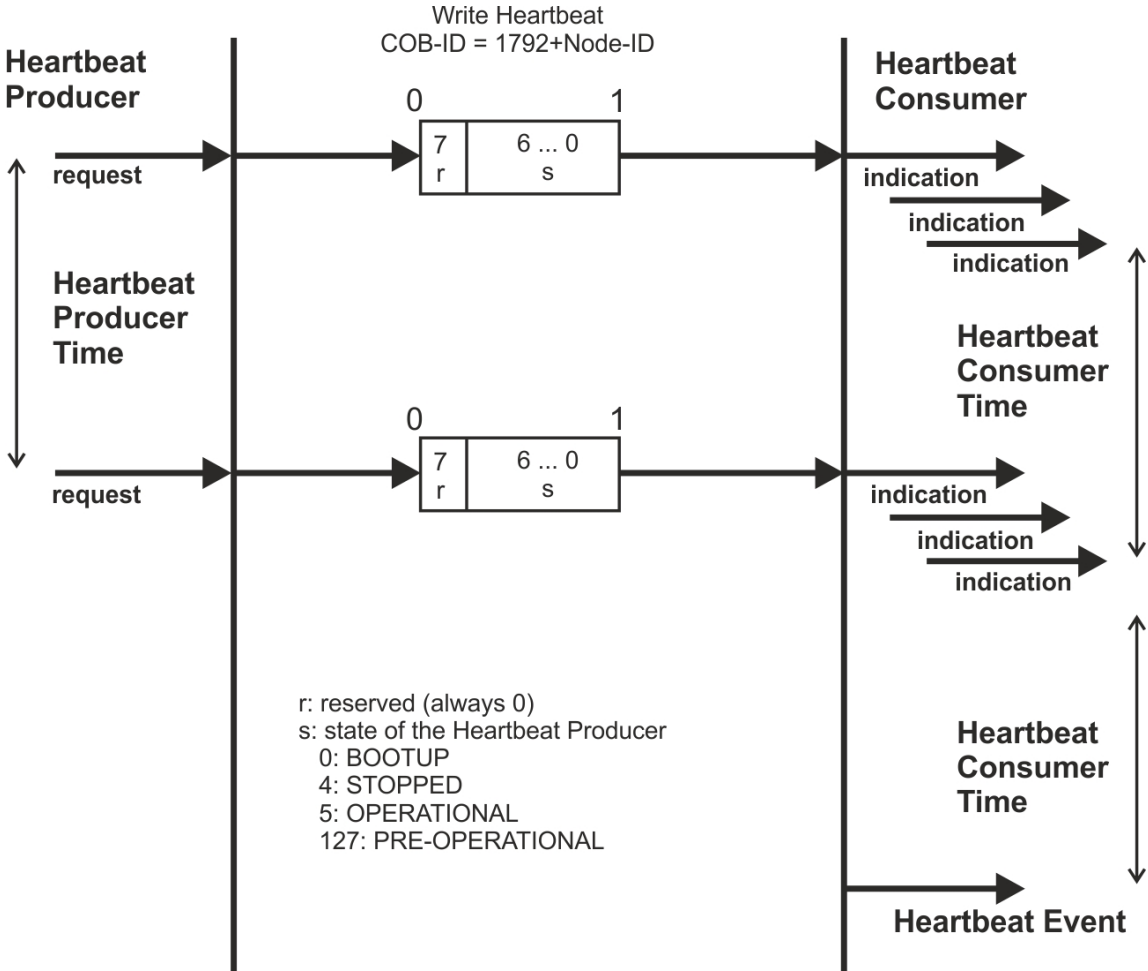 Write Heartbeat
COB-ID = 1792+Node-ID
Heartbeat
Producer
Heartbeat
Consumer
0 1
7 6 ... 0
r s
request
indication
indication
indication
Heartbeat
Producer
Time
Heartbeat
Consumer
Time
0 1
7 6 ... 0
r s
request
indication
indication
indication
r: reserved (always 0)
s: state of the Heartbeat Producer
0: BOOTUP
4: STOPPED
5: OPERATIONAL
127: PRE-OPERATIONAL
Heartbeat
Consumer
Time
Heartbeat Event